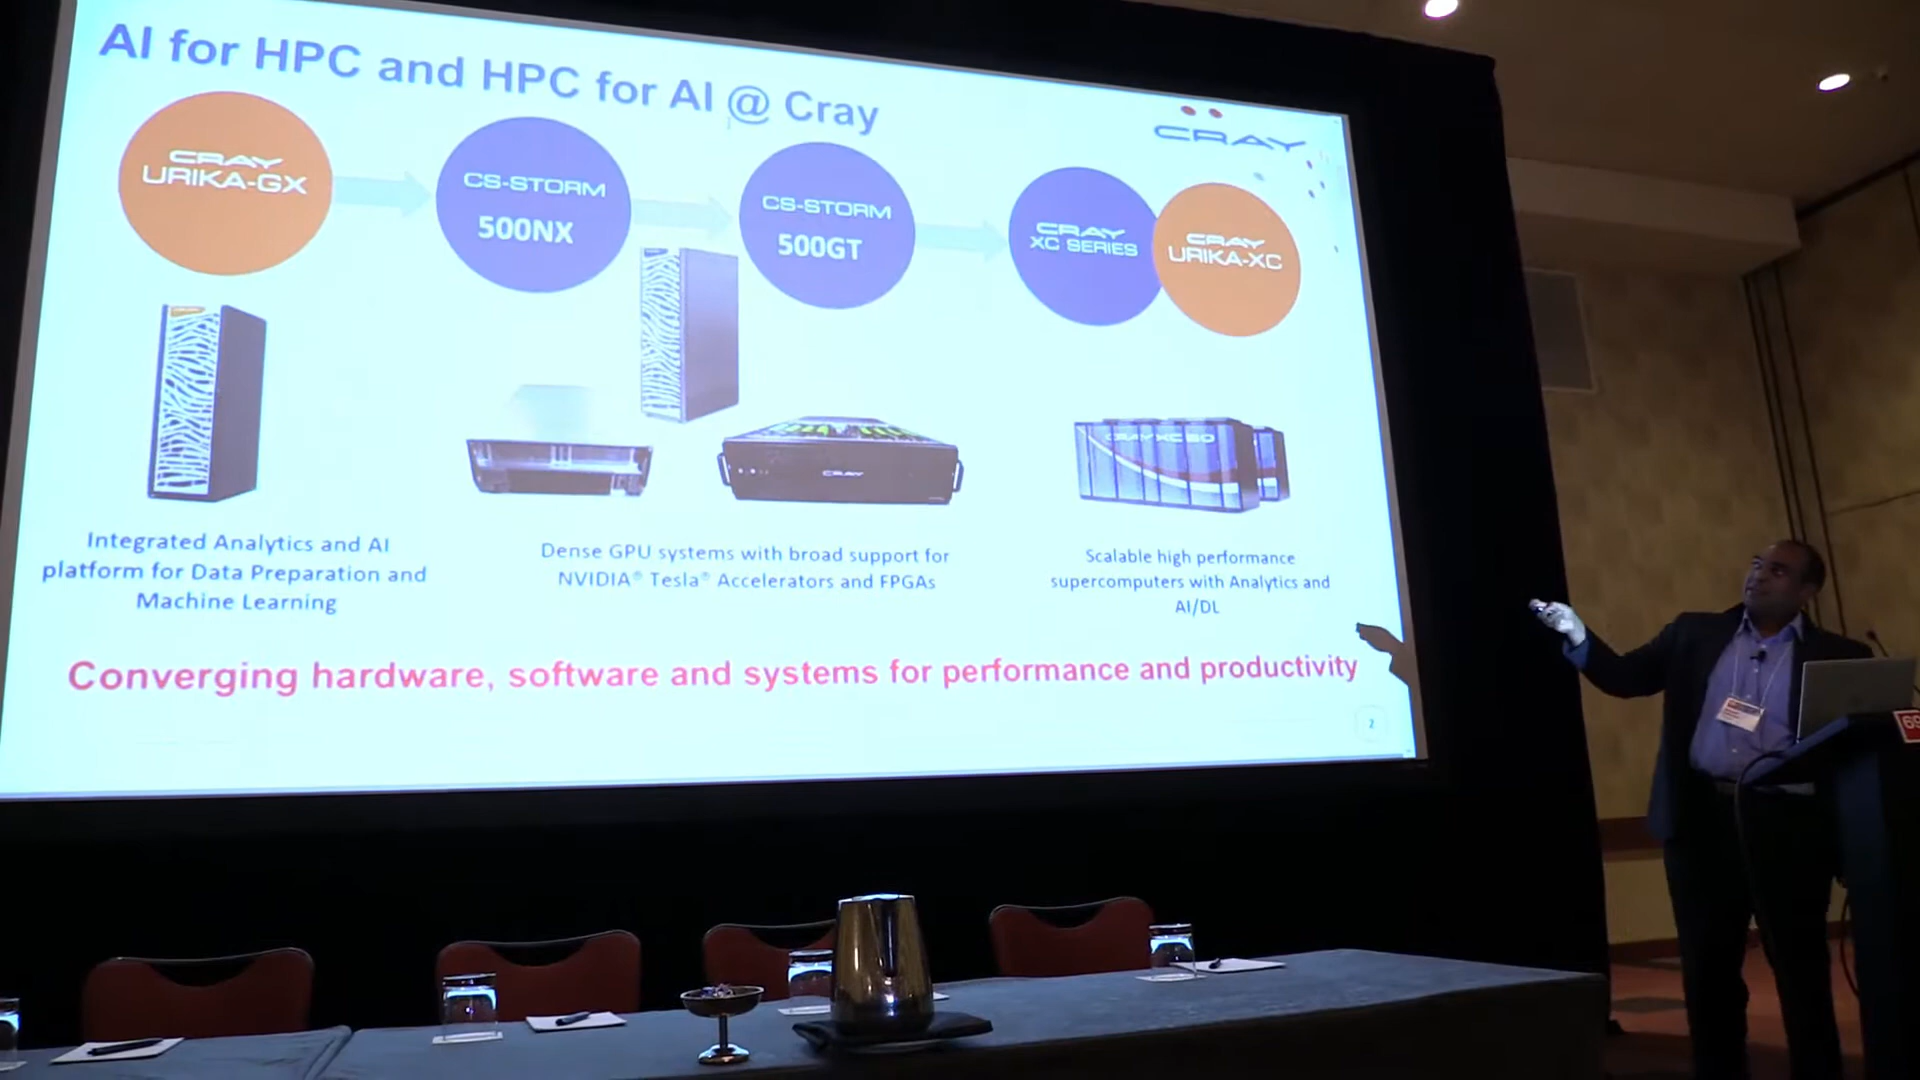 AI for HPC and HPC for AI @ Cray
CRAY
CRAY
URIKA-GX
CS-STORM
500NX
CS-STORM
500GT
CRAY
XC SERIES
CRAY
URIKA-XC
CRAY
CRAY XC50
Integrated Analytics and AI
platform for Data Preparation and
Machine Learning
Dense GPU systems with broad support for
NVIDIA® Tesla® Accelerators and FPGAs
Scalable high performance
supercomputers with Analytics and
AI/DL
Converging hardware, software and systems for performance and productivity
2